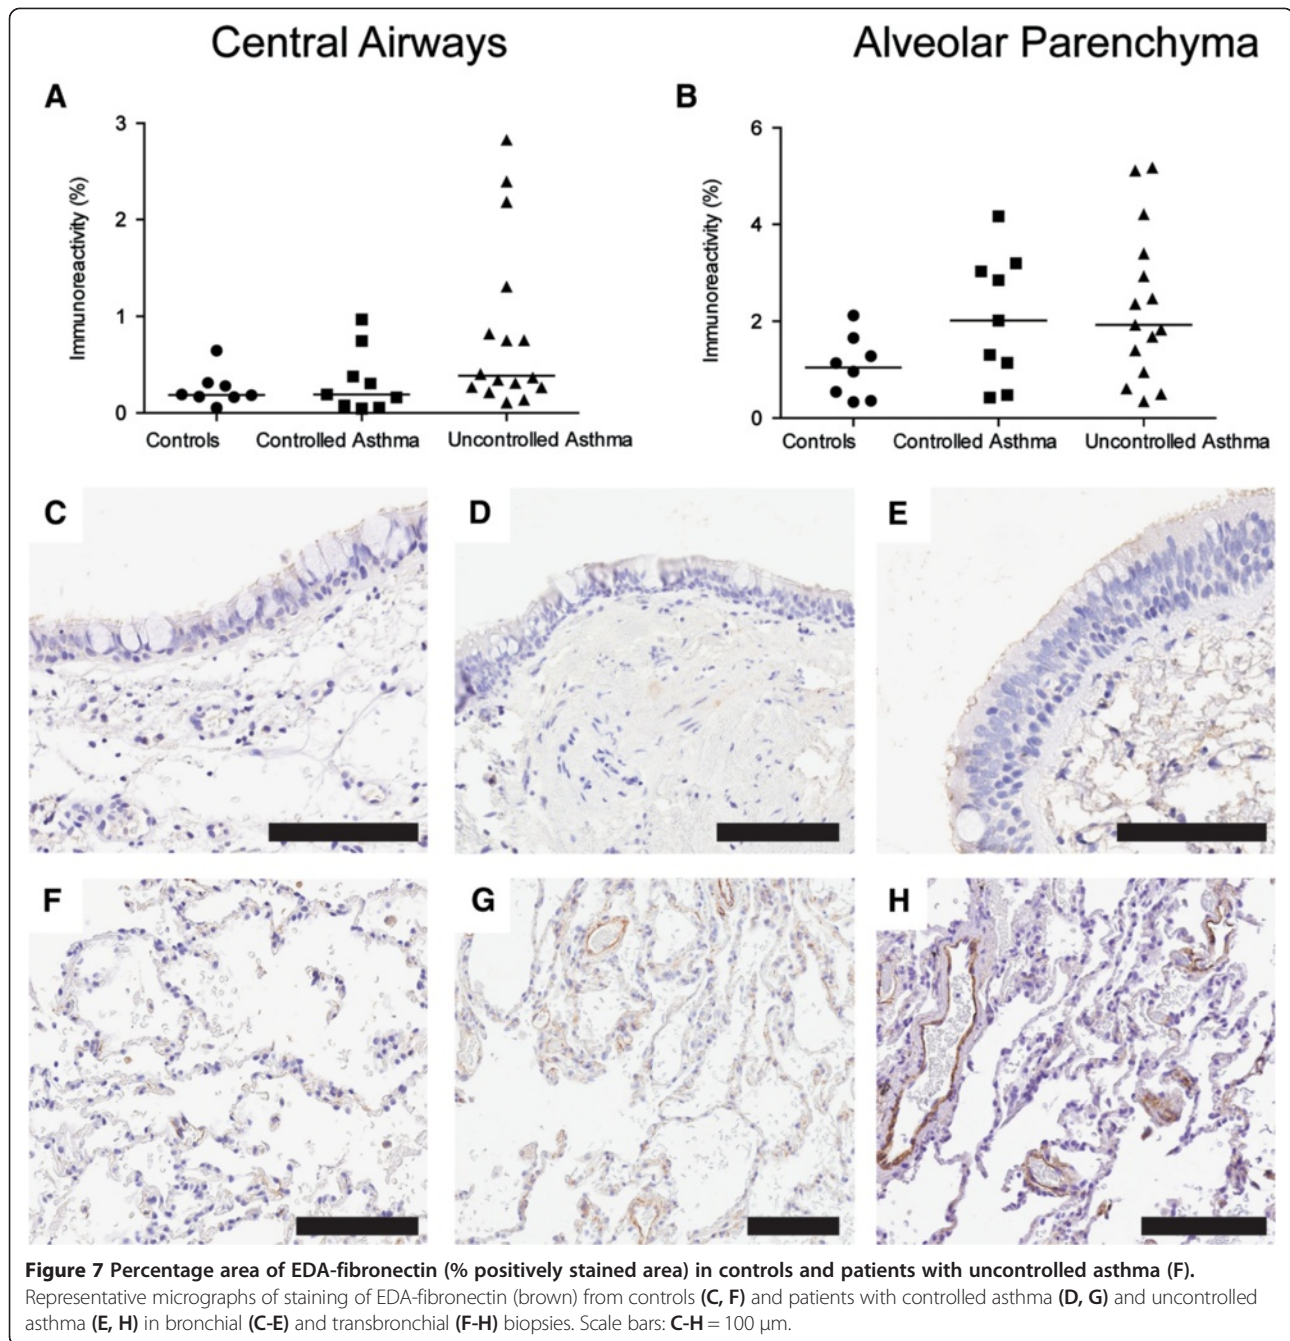 Central Airways
Alveolar Parenchyma
A
3
2
1
0
Immunoreactivity (%)
Controls
Controlled Asthma
Uncontrolled Asthma
B
6
4
2
0
Immunoreactivity (%)
Controls
Controlled Asthma
Uncontrolled Asthma
C
D
E
F
G
H
Figure 7 Percentage area of EDA-fibronectin (% positively stained area) in controls and patients with uncontrolled asthma (F).
Representative micrographs of staining of EDA-fibronectin (brown) from controls (C, F) and patients with controlled asthma (D, G) and uncontrolled
asthma (E, H) in bronchial (C-E) and transbronchial (F-H) biopsies. Scale bars: C-H = 100 μm.